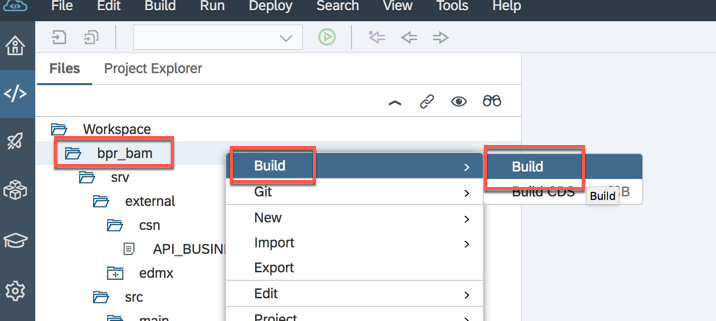 File Edit Build Run Deploy Search View Tools Help
Files Project Explorer
Workspace
bpr_bam
srv
external
csn
API_BUSIN
edmx
src
main
Build
Git
New
Import
Export
Edit
Project
Build
Build CDS
Build